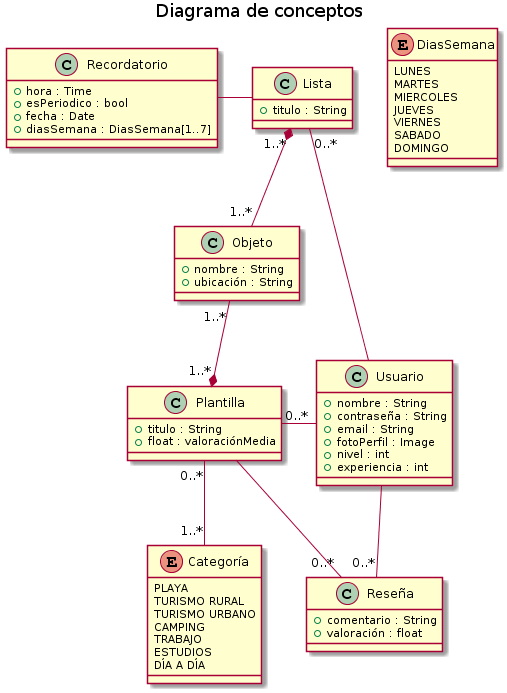 Diagrama de conceptos
C Recordatorio
hora : Time
esPeriodico : bool
fecha : Date
diasSemana : DiasSemana[1..7]
C Lista
titulo : String
E DiasSemana
LUNES
MARTES
MIERCOLES
JUEVES
VIERNES
SABADO
DOMINGO
1..*
0..*
1..*
C Objeto
nombre : String
ubicación : String
1..*
1..*
C Plantilla
titulo : String
float : valoraciónMedia
0..*
C Usuario
nombre : String
contraseña : String
email : String
fotoPerfil : Image
nivel : int
experiencia : int
0..*
1..*
0..*
0..*
E Categoría
PLAYA
TURISMO RURAL
TURISMO URBANO
CAMPING
TRABAJO
ESTUDIOS
DÍA A DÍA
C Reseña
comentario : String
valoración : float